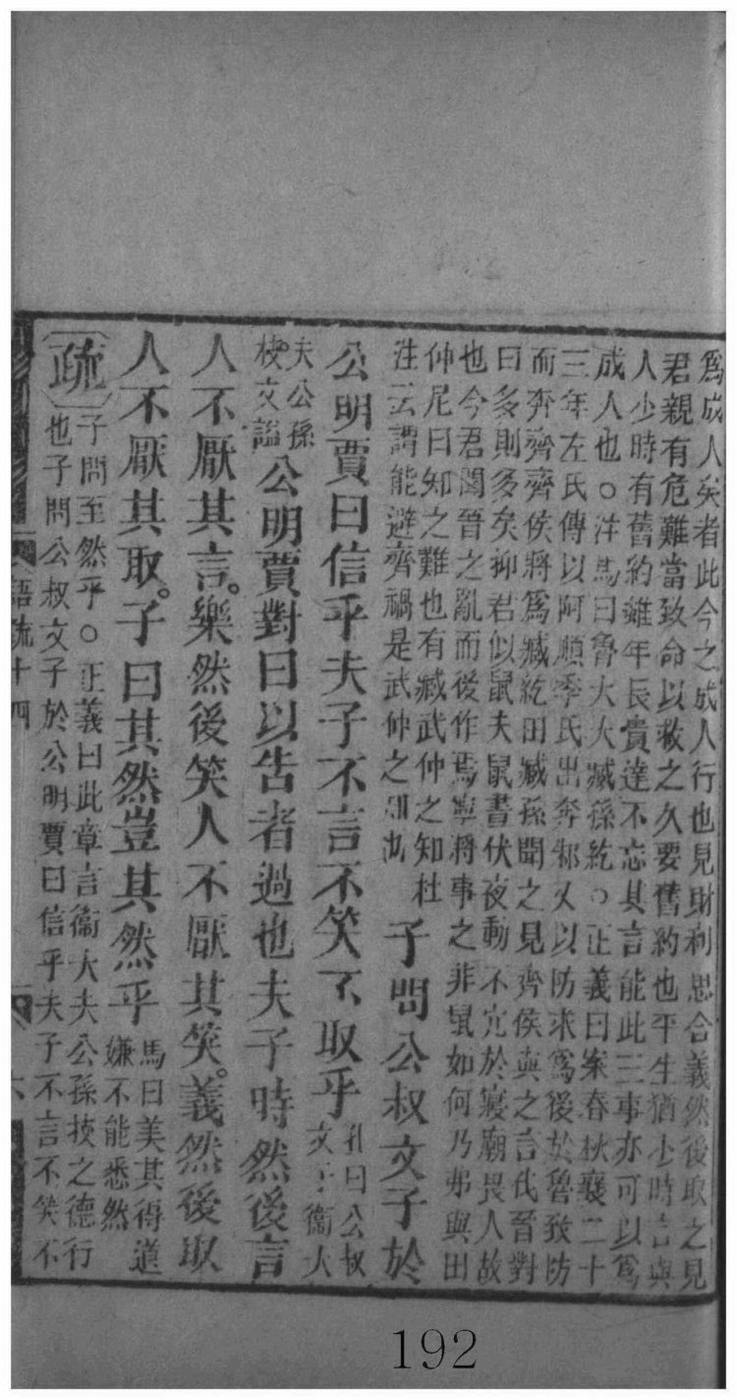 爲成人矣者此今之成人行也見財利思合義然後取之見
君親有危難當致命以救之久要舊約也平生猶少時言與
人少時有舊約雖年長貴達不忘其言能此三事亦可以爲
成人也○注馬曰魯大夫臧孫紇○正義曰案春秋襄二十
三年左氏傳以阿順季氏出奔邾又以防求爲後於魯致防
而奔齊齊侯將爲臧紇田臧孫聞之見齊侯與之言伐晉對
曰多則多矣抑君似鼠夫鼠晝伏夜動不穴於寢廟畏人故
也今君聞晉之亂而後作焉寧將事之非鼠如何乃弗與田
仲尼曰知之難也有臧武仲之知杜
注云謂能避齊禍是武仲之知也
子問公叔文子於
公明賈曰信乎夫子不言不笑不取乎
孔曰公叔
文子衞大
夫公孫
枝文諡
公明賈對曰以告者過也夫子時然後言
人不厭其言樂然後笑人不厭其笑義然後取
人不厭其取子曰其然豈其然乎
馬曰美其得道
嫌不能悉然
疏
子問至然乎○正義曰此章言衞大夫公孫技之德行
也子問公叔文子於公明賈曰信乎夫子不言不笑不
語疏十四
六
192